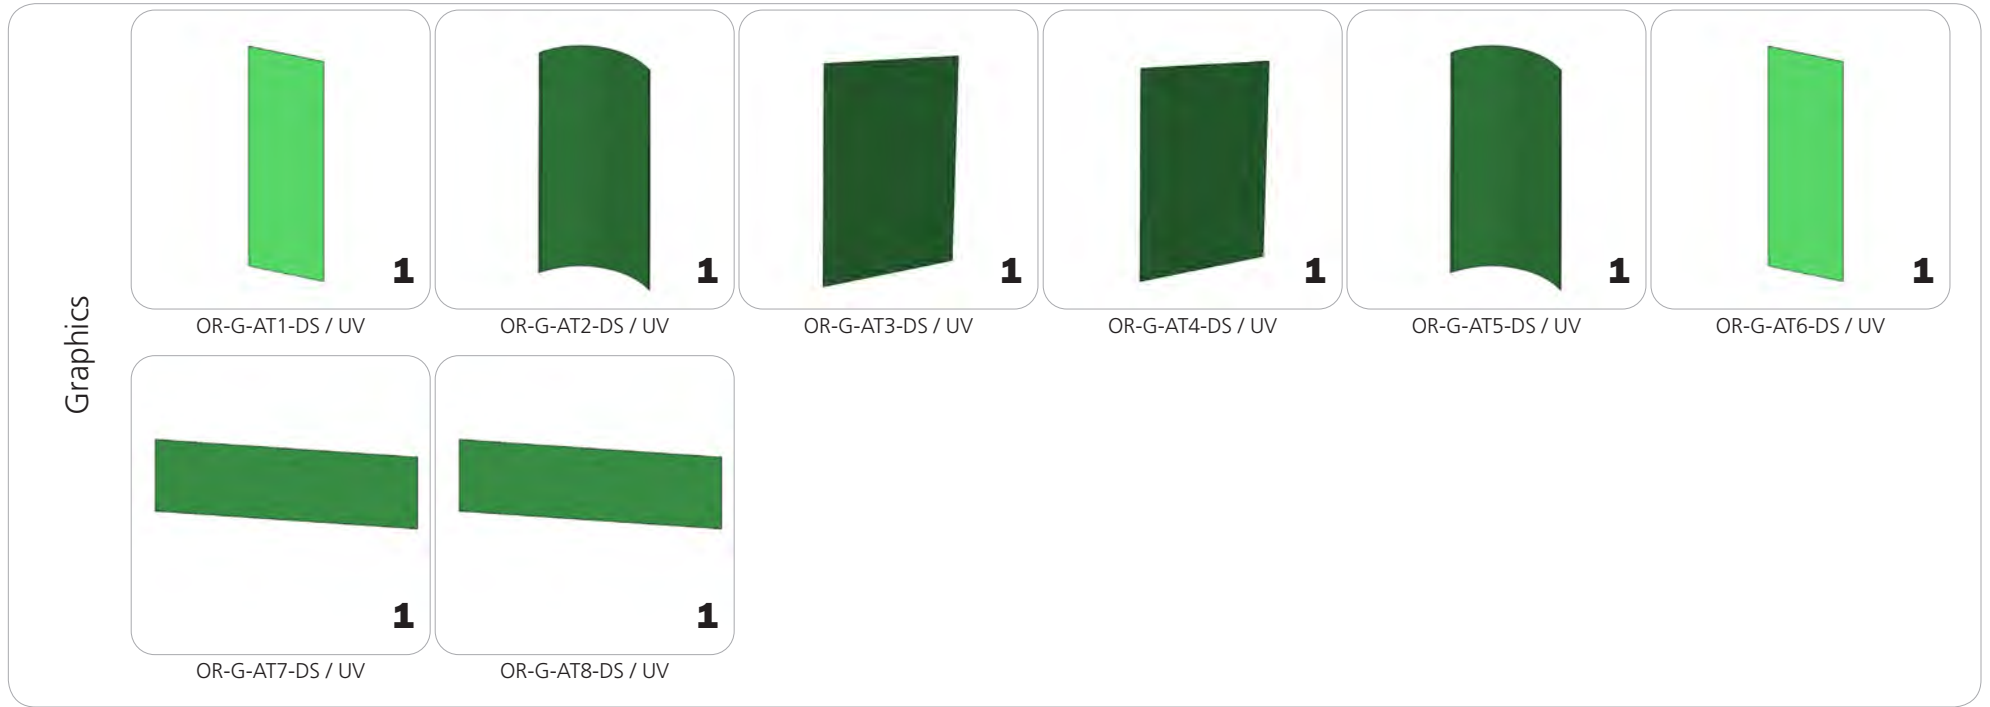 Graphics
1
1
1
1
1
1
OR-G-AT1-DS / UV
OR-G-AT2-DS / UV
OR-G-AT3-DS / UV
OR-G-AT4-DS / UV
OR-G-AT5-DS / UV
OR-G-AT6-DS / UV
1
1
OR-G-AT7-DS / UV
OR-G-AT8-DS / UV